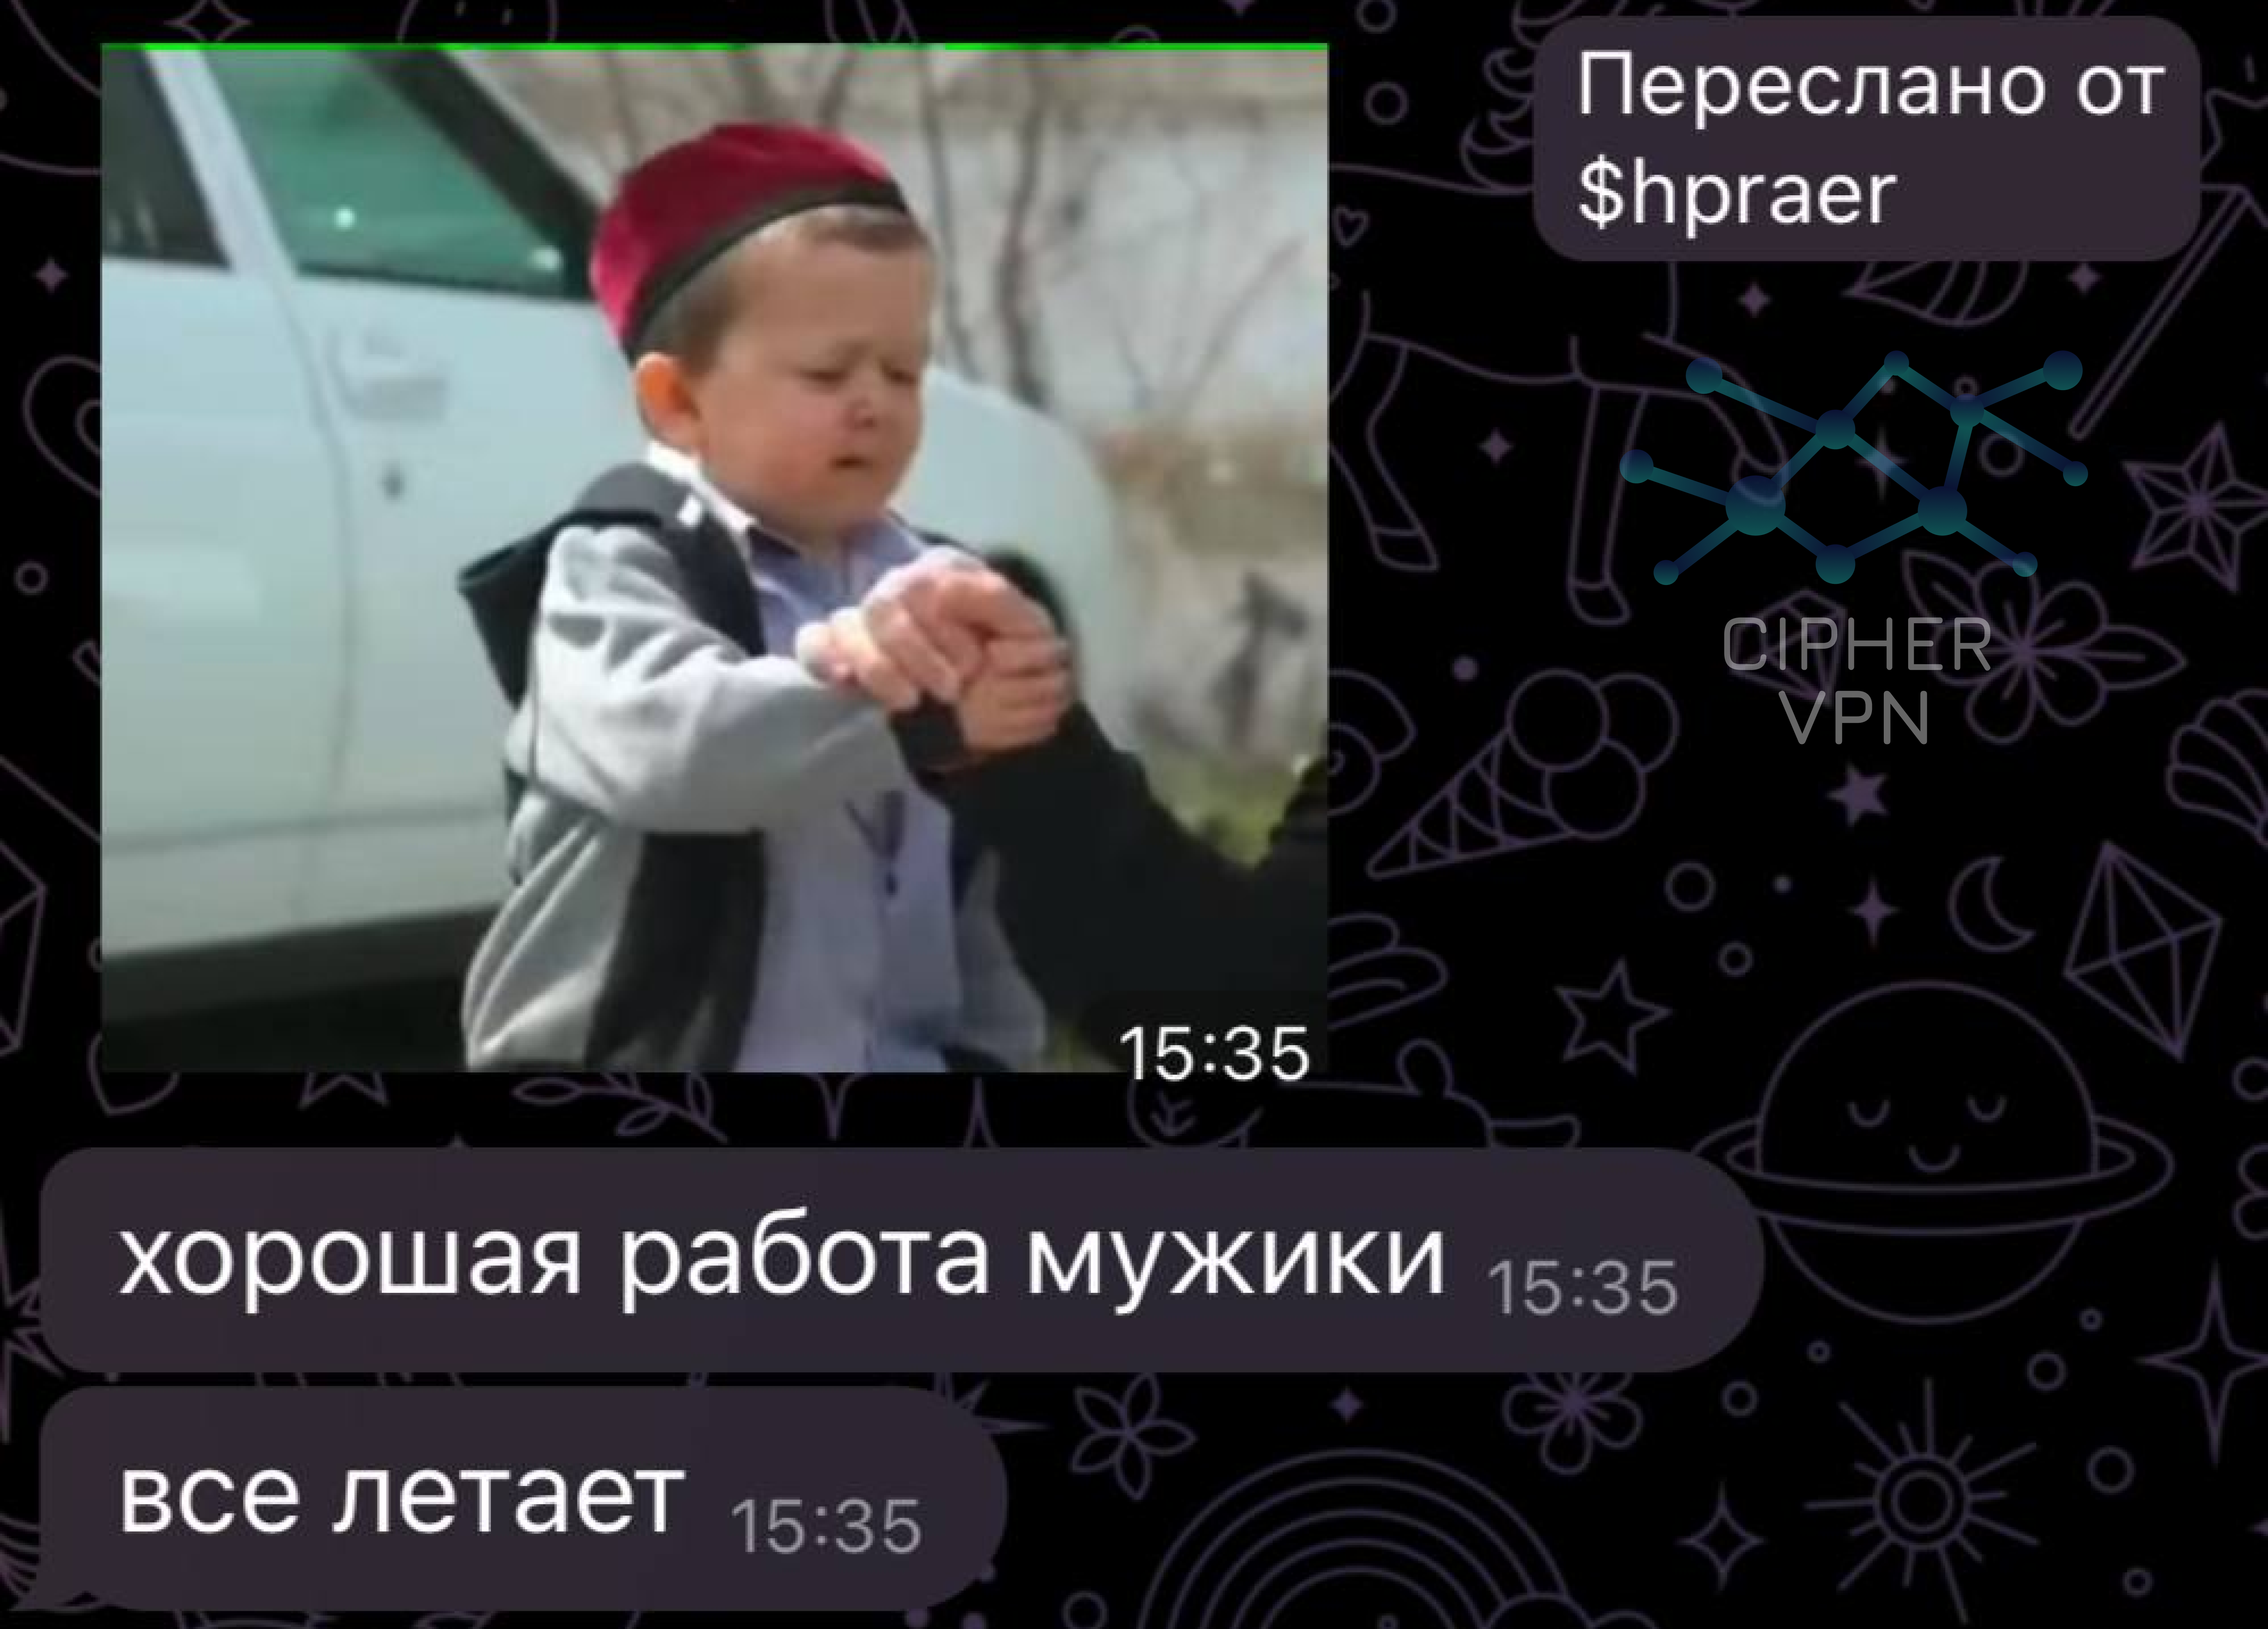 Переслано от
$hpraer
CIPHER
VPN
15:35
хорошая работа мужики 15:35
все летает 15:35